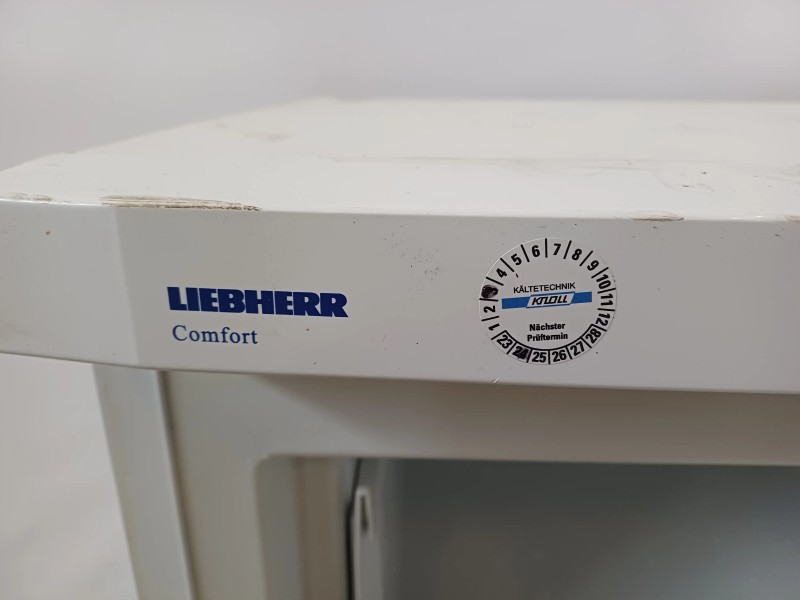 LIEBHERR
Comfort
1 2 3 4 5 6 7 8 9 10 11 12
KÄLTETECHNIK
KNOLL
Nächster
Prüftermin
23 24 25 26 27 28